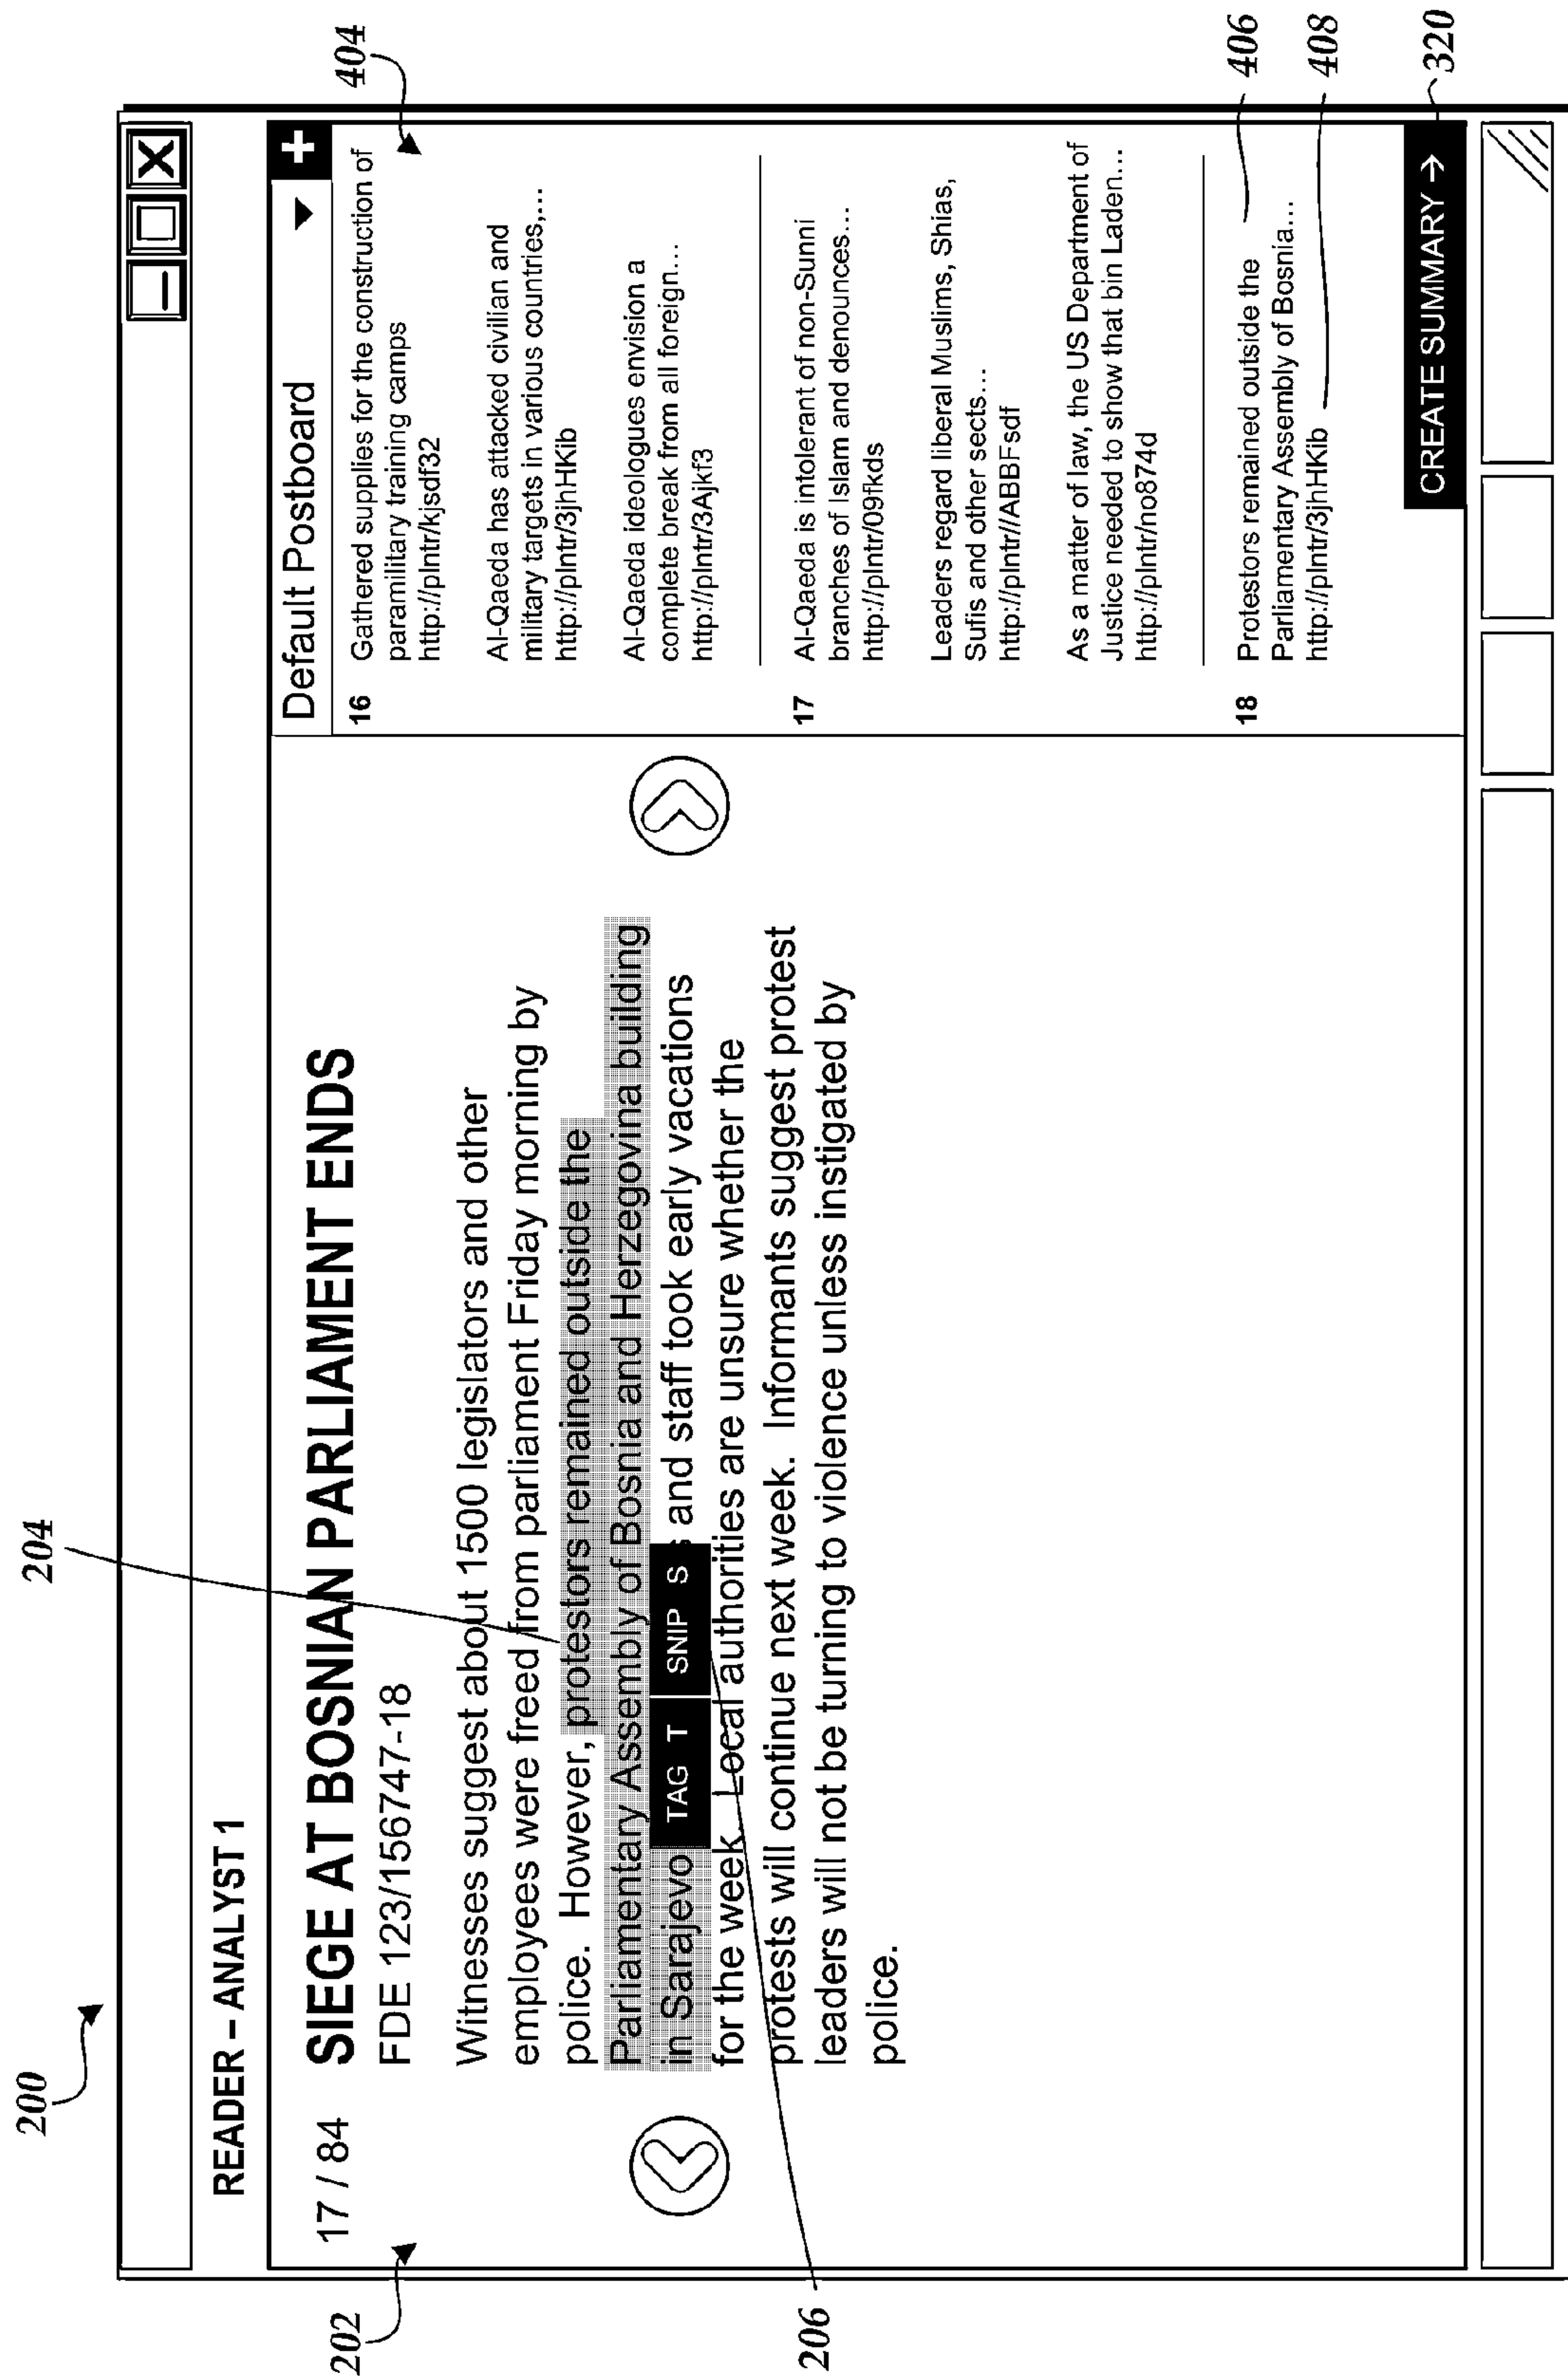 200
204
202
206
404
406
408
320
READER – ANALYST 1
17 / 84
SIEGE AT BOSNIAN PARLIAMENT ENDS
FDE 123/156747-18
Witnesses suggest about 1500 legislators and other
employees were freed from parliament Friday morning by
police.  However, protestors remained outside the
Parliamentary Assembly of Bosnia and Herzegovina building
in Sarajevo TAG T SNIP S s and staff took early vacations
for the week.  Local authorities are unsure whether the
protests will continue next week.  Informants suggest protest
leaders will not be turning to violence unless instigated by
police.
Default Postboard
+
16
Gathered supplies for the construction of
paramilitary training camps
http://plntr/kjsdf32
Al-Qaeda has attacked civilian and
military targets in various countries,...
http://plntr/3jhHKib
Al-Qaeda ideologues envision a
complete break from all foreign...
http://plntr/3Ajkf3
17
Al-Qaeda is intolerant of non-Sunni
branches of Islam and denounces...
http://plntr/09fkds
Leaders regard liberal Muslims, Shias,
Sufis and other sects...
http://plntr//ABBFsdf
As a matter of law, the US Department of
Justice needed to show that bin Laden...
http://plntr/no874d
18
Protestors remained outside the
Parliamentary Assembly of Bosnia...
http://plntr/3jhHKib
CREATE SUMMARY →